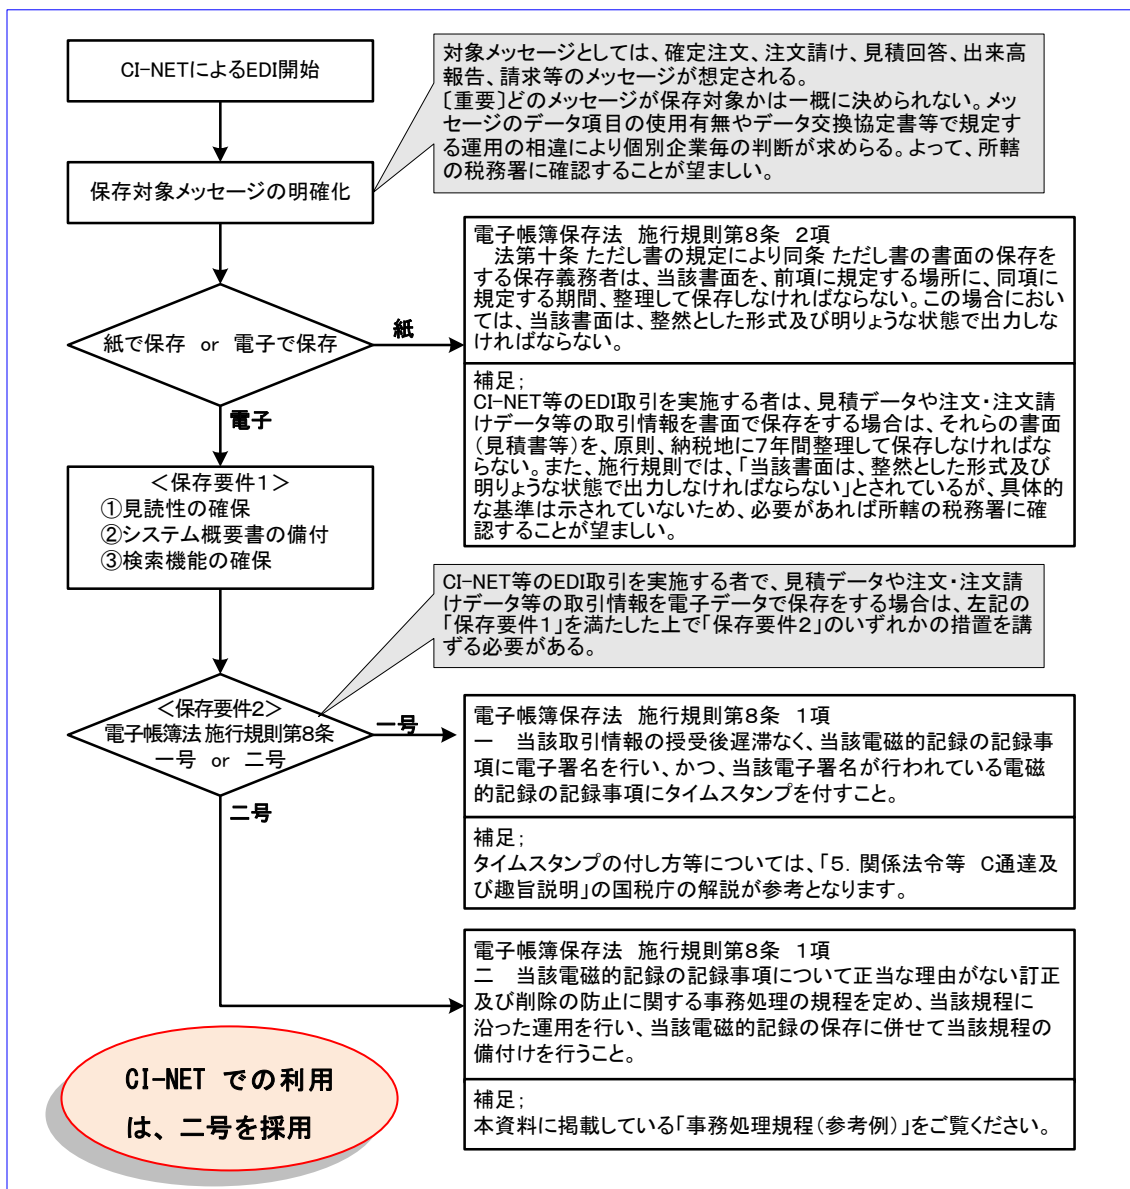 CI-NETによるEDI開始
対象メッセージとしては、確定注文、注文請け、見積回答、出来高
報告、請求等のメッセージが想定される。
〔重要〕どのメッセージが保存対象かは一概に決められない。メッ
セージのデータ項目の使用有無やデータ交換協定書等で規定す
る運用の相違により個別企業毎の判断が求めらる。よって、所轄
の税務署に確認することが望ましい。
保存対象メッセージの明確化
電子帳簿保存法　施行規則第8条　2項
法第十条 ただし書の規定により同条 ただし書の書面の保存を
する保存義務者は、当該書面を、前項に規定する場所に、同項に
規定する期間、整理して保存しなければならない。この場合におい
ては、当該書面は、整然とした形式及び明りょうな状態で出力しな
ければならない。
紙で保存　or　電子で保存
紙
電子
補足；
CI-NET等のEDI取引を実施する者は、見積データや注文・注文請
けデータ等の取引情報を書面で保存をする場合は、それらの書面
（見積書等）を、原則、納税地に７年間整理して保存しなければな
らない。また、施行規則では、「当該書面は、整然とした形式及び
明りょうな状態で出力しなければならない」とされているが、具体的
な基準は示されていないため、必要があれば所轄の税務署に確
認することが望ましい。
＜保存要件１＞
①見読性の確保
②システム概要書の備付
③検索機能の確保
CI-NET等のEDI取引を実施する者で、見積データや注文・注文請
けデータ等の取引情報を電子データで保存をする場合は、左記の
「保存要件１」を満たした上で「保存要件２」のいずれかの措置を講
ずる必要がある。
＜保存要件2＞
電子帳簿法 施行規則第8条
一号　or　二号
一号
二号
電子帳簿保存法　施行規則第8条　1項
一　当該取引情報の授受後遅滞なく、当該電磁的記録の記録事
項に電子署名を行い、かつ、当該電子署名が行われている電磁
的記録の記録事項にタイムスタンプを付すこと。
補足；
タイムスタンプの付し方等については、「５．関係法令等　C通達及
び趣旨説明」の国税庁の解説が参考となります。
電子帳簿保存法　施行規則第8条　1項
二　当該電磁的記録の記録事項について正当な理由がない訂正
及び削除の防止に関する事務処理の規程を定め、当該規程に
沿った運用を行い、当該電磁的記録の保存に併せて当該規程の
備付けを行うこと。
補足；
本資料に掲載している「事務処理規程（参考例）」をご覧ください。
CI-NET での利用
は、二号を採用